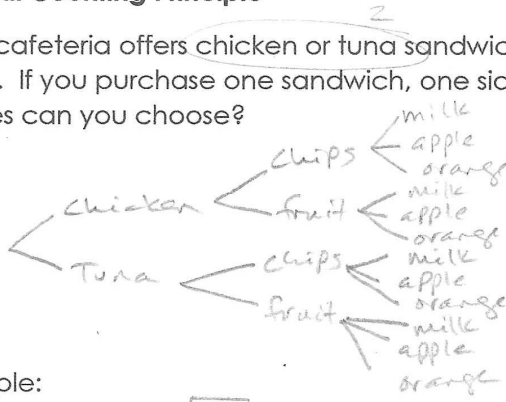 Counting Principle
2
cafeteria offers chicken or tuna sandwic
. If you purchase one sandwich, one sid
es can you choose?
milk
chips apple
orange
milk
chicken fruit apple
orange
milk
Tuna chips apple
orange
fruit milk
apple
orange
ple: